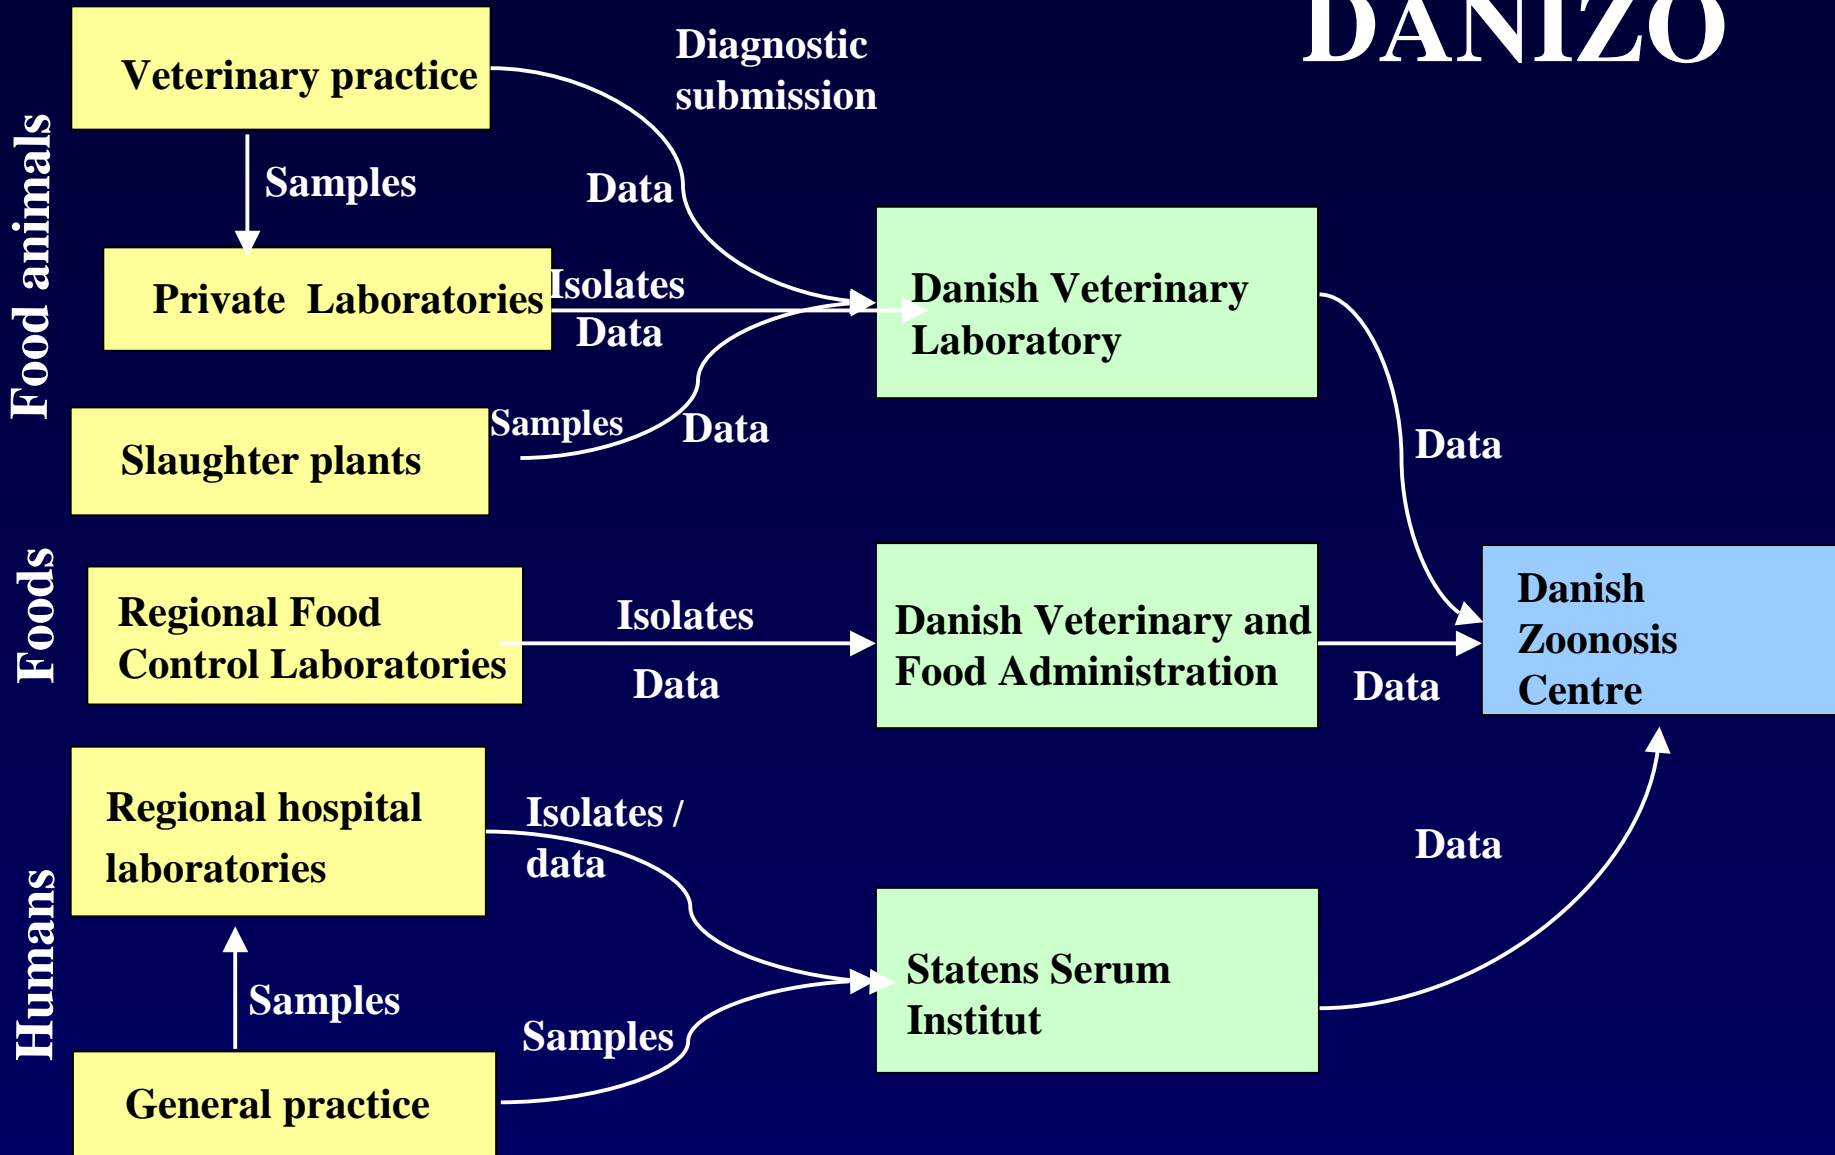 DANIZO
Food animals
Veterinary practice
Diagnostic
submission
Samples
Data
Private Laboratories
Isolates
Data
Danish Veterinary
Laboratory
Slaughter plants
Samples
Data
Data
Foods
Regional Food
Control Laboratories
Isolates
Data
Danish Veterinary and
Food Administration
Data
Danish
Zoonosis
Centre
Humans
Regional hospital
laboratories
Isolates /
data
Samples
General practice
Samples
Statens Serum
Institut
Data